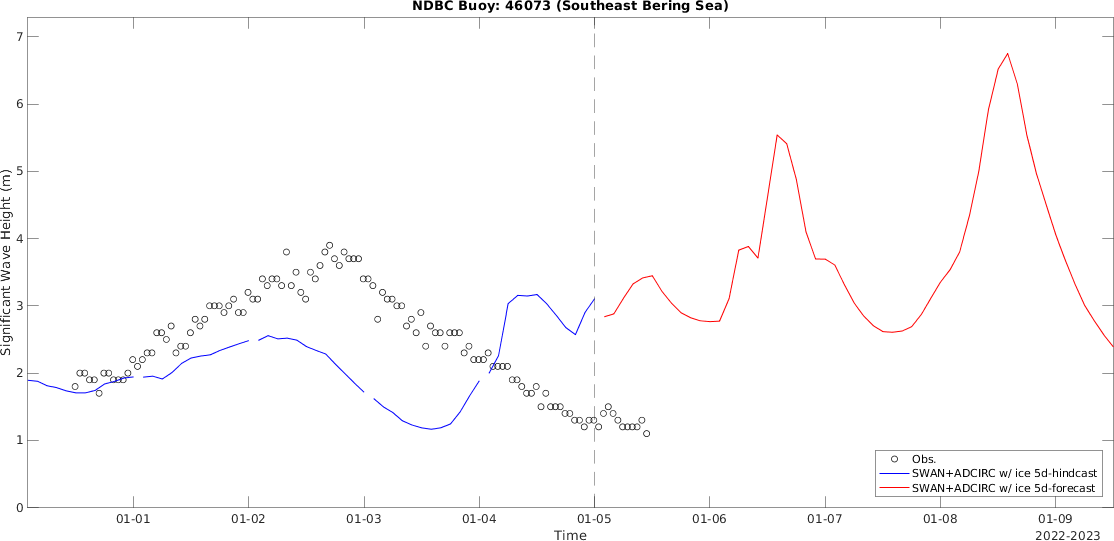 NDBC Buoy: 46073 (Southeast Bering Sea)
Significant Wave Height (m)
7
6
5
4
3
2
1
0
Obs.
SWAN+ADCIRC w/ ice 5d-hindcast
SWAN+ADCIRC w/ ice 5d-forecast
01-01 01-02 01-03 01-04 01-05 01-06 01-07 01-08 01-09
Time
2022-2023